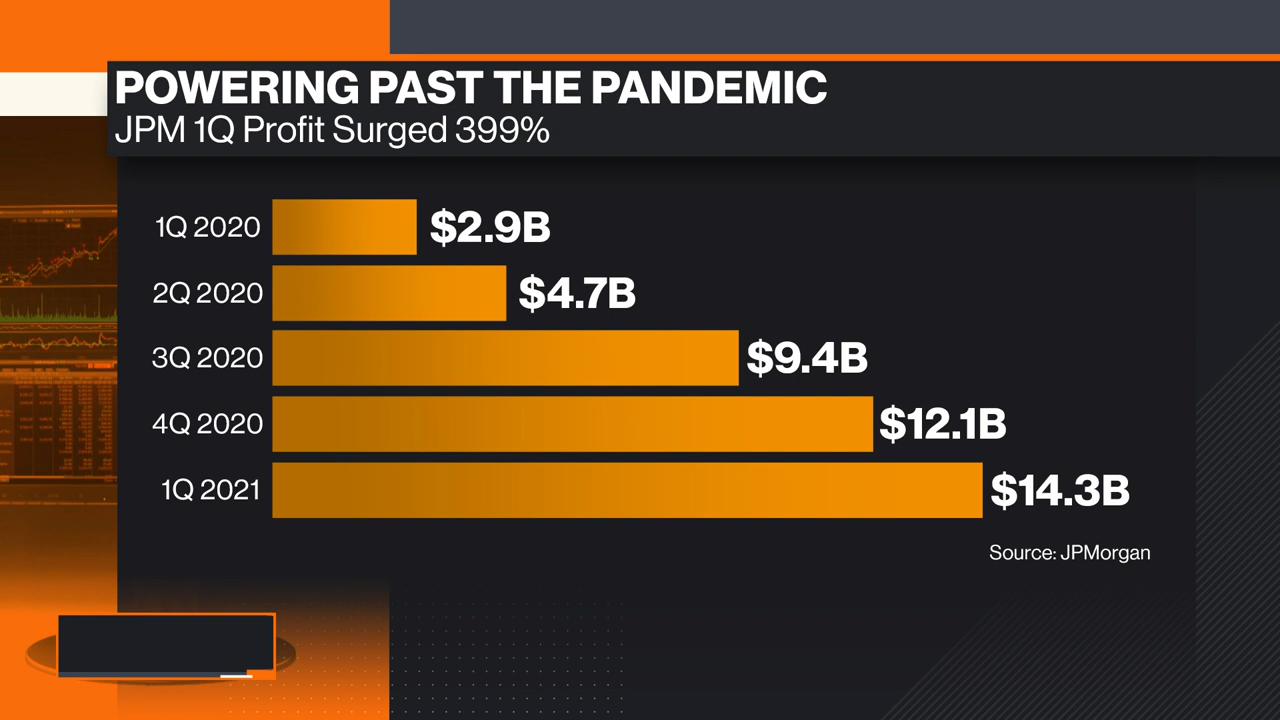 POWERING PAST THE PANDEMIC
JPM 1Q Profit Surged 399%
1Q 2020 $2.9B
2Q 2020 $4.7B
3Q 2020 $9.4B
4Q 2020 $12.1B
1Q 2021 $14.3B
Source: JPMorgan